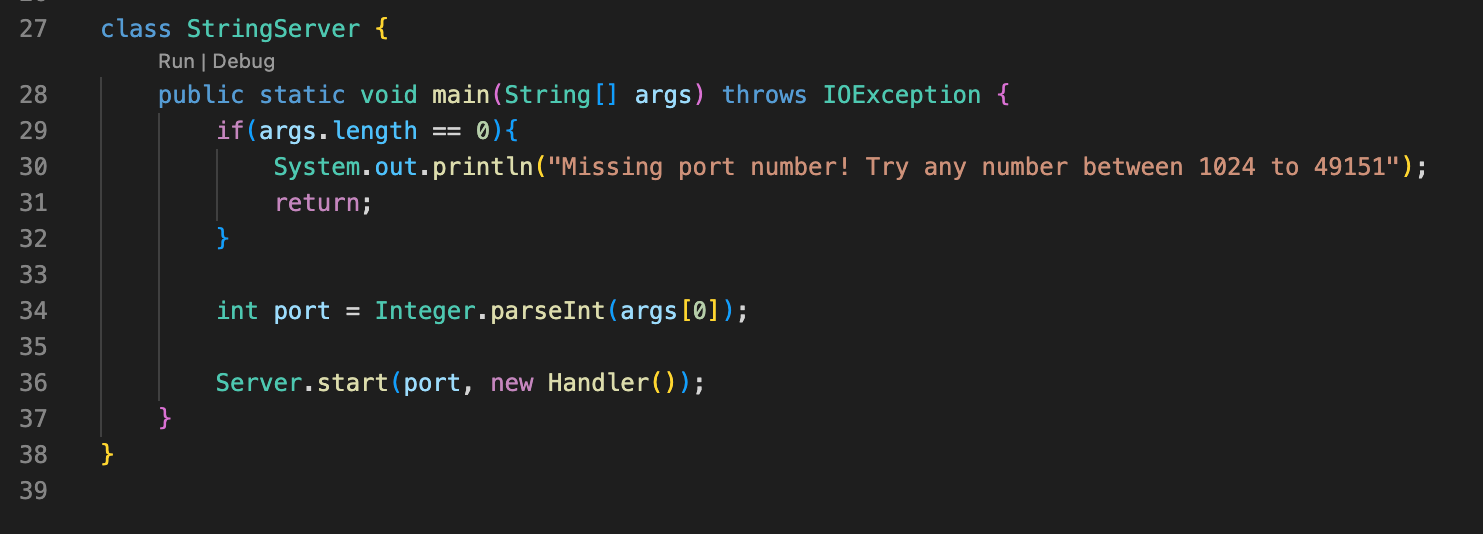 27 class StringServer {
Run | Debug
28 public static void main(String[] args) throws IOException {
29 if(args.length == 0){
30 System.out.println("Missing port number! Try any number between 1024 to 49151");
31 return;
32 }
33
34 int port = Integer.parseInt(args[0]);
35
36 Server.start(port, new Handler());
37 }
38 }
39